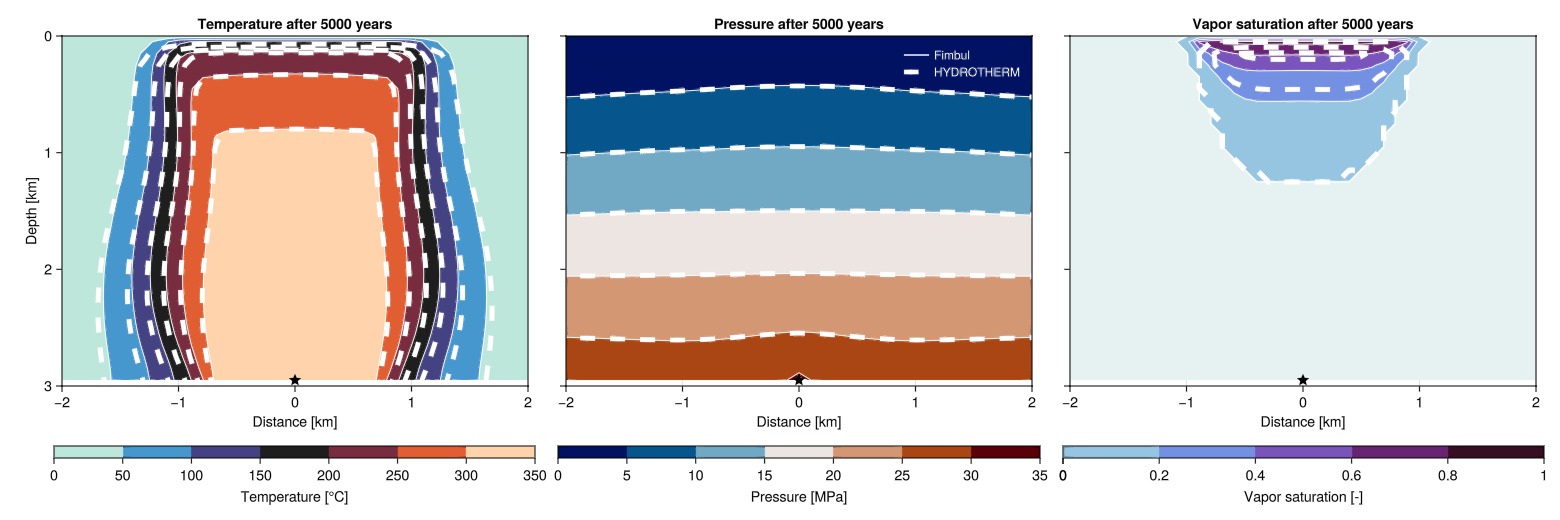 Temperature after 5000 years
Pressure after 5000 years
Vapor saturation after 5000 years
Fimbul
HYDROTHERM
0
1
2
3
Depth [km]
−2 −1 0 1 2
−2 −1 0 1 2
−2 −1 0 1 2
Distance [km]
Distance [km]
Distance [km]
0 50 100 150 200 250 300 350
0 5 10 15 20 25 30 35
0 0.2 0.4 0.6 0.8 1
Temperature [°C]
Pressure [MPa]
Vapor saturation [-]